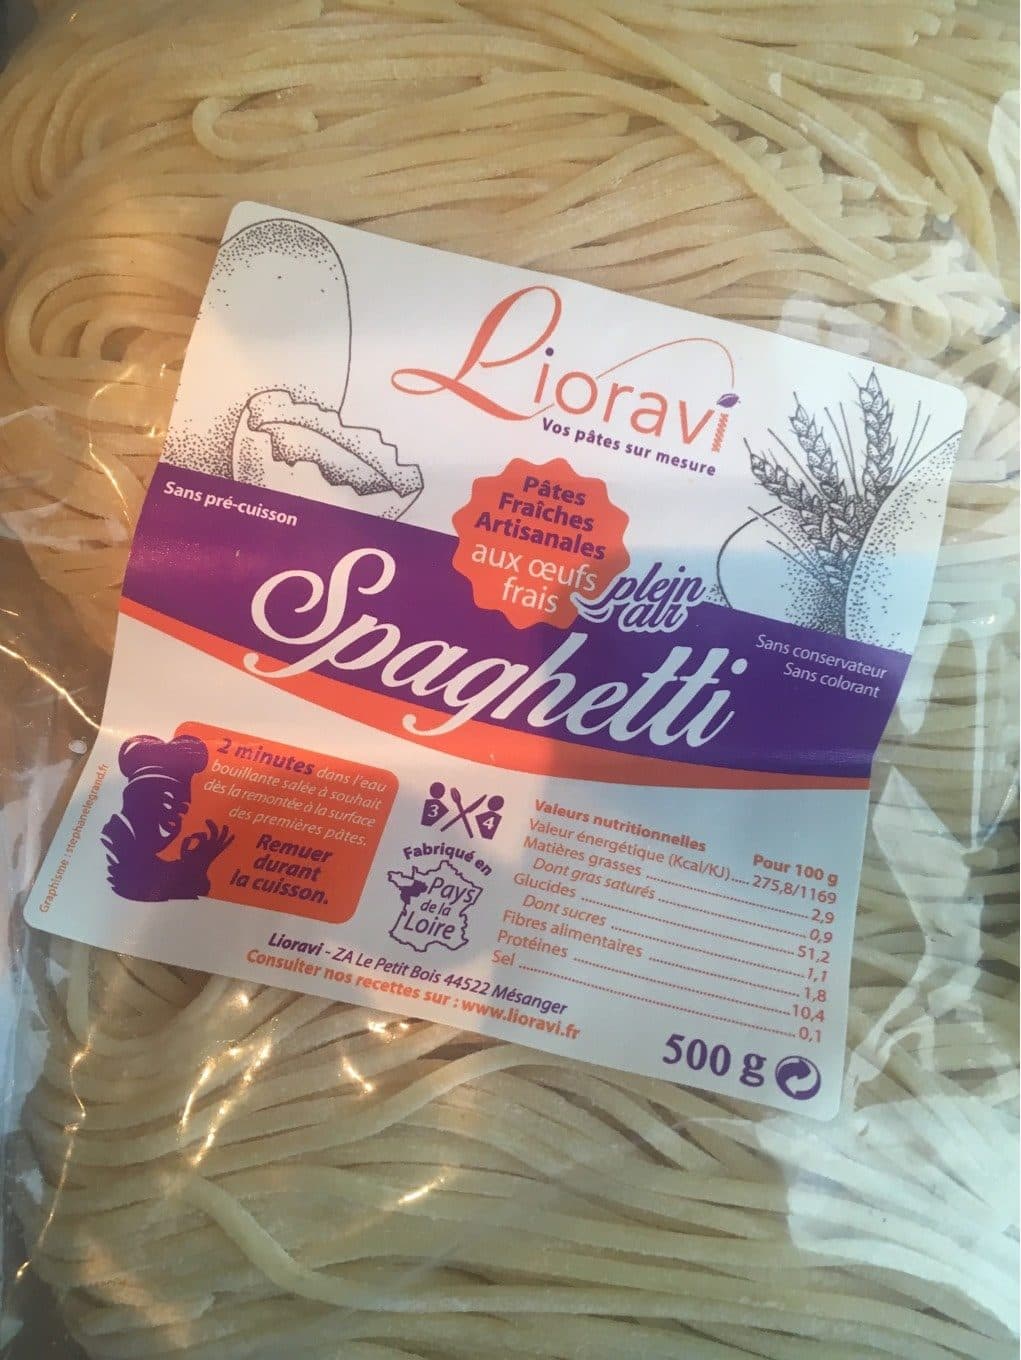 Lioravi
Vos pâtes sur mesure
Pâtes
Fraîches
Artisanales
aux œufs
frais
plein
air
Sans pré-cuisson
Spaghetti
Sans conservateur
Sans colorant
2 minutes dans l'eau
bouillante salée à souhait
dès la remontée à la surface
des premières pâtes.
Remuer
durant
la cuisson.
Graphisme : stephanelegrand.fr
3 4
Fabriqué en
Pays
de la
Loire
Valeurs nutritionnelles Pour 100 g
Valeur énergétique (Kcal/KJ)..... 275,8/1169
Matières grasses 2,9
Dont gras saturés 0,9
Glucides 51,2
Dont sucres 1,1
Fibres alimentaires 1,8
Protéines 10,4
Sel 0,1
Lioravi - ZA Le Petit Bois 44522 Mésanger
Consulter nos recettes sur : www.lioravi.fr
500 g